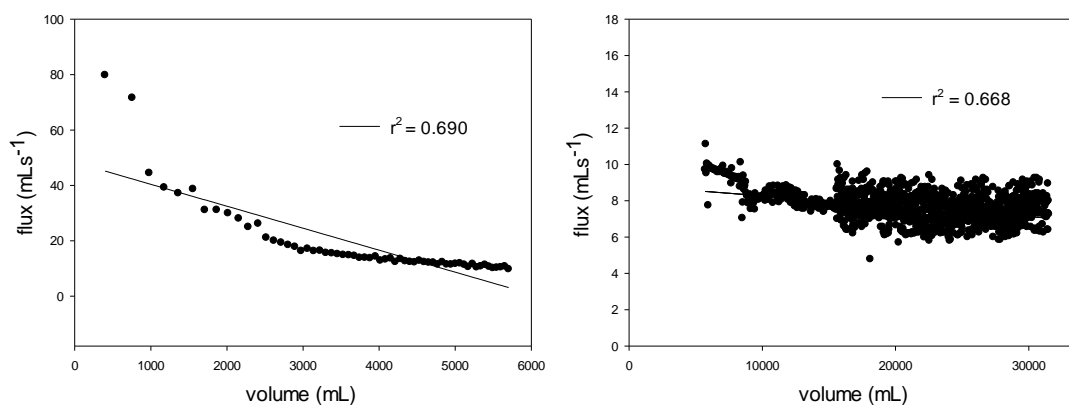 100
80
60
40
20
0
flux (mLs⁻¹)
r² = 0.690
0 1000 2000 3000 4000 5000 6000
volume (mL)
18
16
14
12
10
8
6
4
2
0
flux (mLs⁻¹)
r² = 0.668
0 10000 20000 30000
volume (mL)